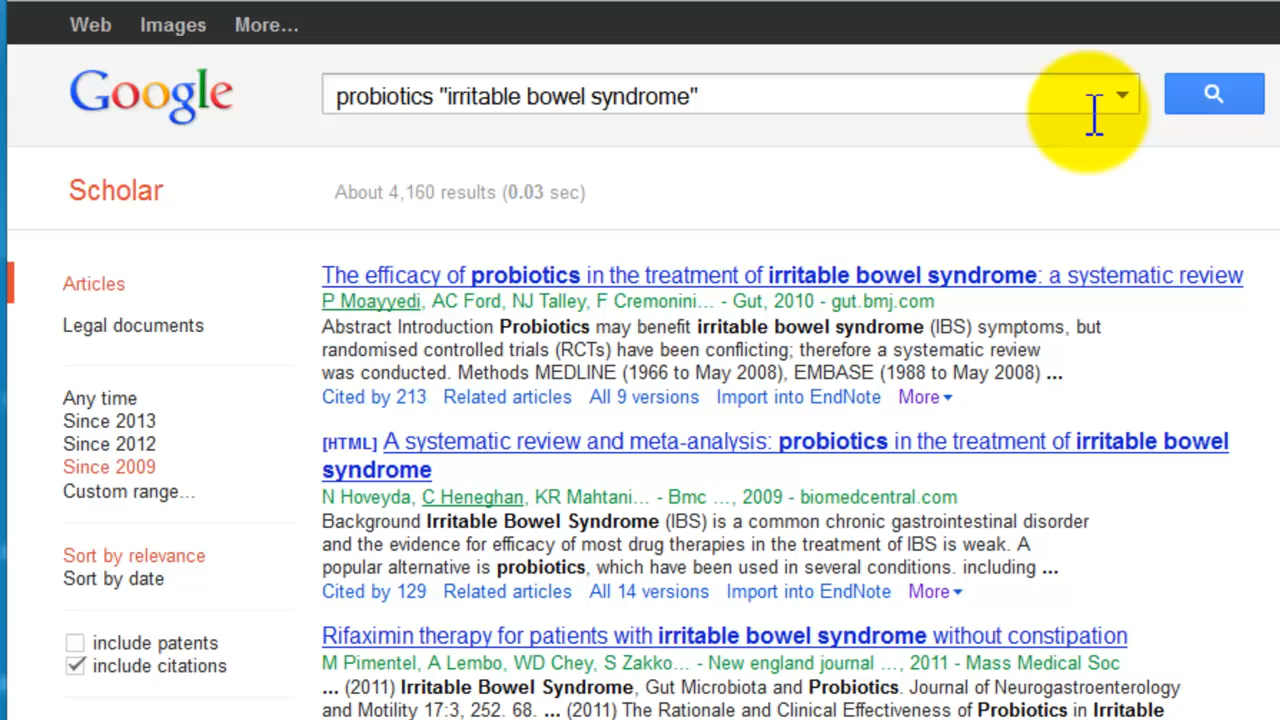 Web Images More...
Google
probiotics "irritable bowel syndrome"
Scholar
About 4,160 results (0.03 sec)
Articles
Legal documents
Any time
Since 2013
Since 2012
Since 2009
Custom range...
Sort by relevance
Sort by date
include patents
include citations
The efficacy of probiotics in the treatment of irritable bowel syndrome: a systematic review
P Moayyedi, AC Ford, NJ Talley, F Cremonini... - Gut, 2010 - gut.bmj.com
Abstract Introduction Probiotics may benefit irritable bowel syndrome (IBS) symptoms, but
randomised controlled trials (RCTs) have been conflicting; therefore a systematic review
was conducted. Methods MEDLINE (1966 to May 2008), EMBASE (1988 to May 2008) ...
Cited by 213 Related articles All 9 versions Import into EndNote More
[HTML] A systematic review and meta-analysis: probiotics in the treatment of irritable bowel
syndrome
N Hoveyda, C Heneghan, KR Mahtani... - Bmc ..., 2009 - biomedcentral.com
Background Irritable Bowel Syndrome (IBS) is a common chronic gastrointestinal disorder
and the evidence for efficacy of most drug therapies in the treatment of IBS is weak. A
popular alternative is probiotics, which have been used in several conditions. including ...
Cited by 129 Related articles All 14 versions Import into EndNote More
Rifaximin therapy for patients with irritable bowel syndrome without constipation
M Pimentel, A Lembo, WD Chey, S Zakko... - New england journal ..., 2011 - Mass Medical Soc
... (2011) Irritable Bowel Syndrome, Gut Microbiota and Probiotics. Journal of Neurogastroenterology
and Motility 17:3, 252. 68. ... (2011) The Rationale and Clinical Effectiveness of Probiotics in Irritable